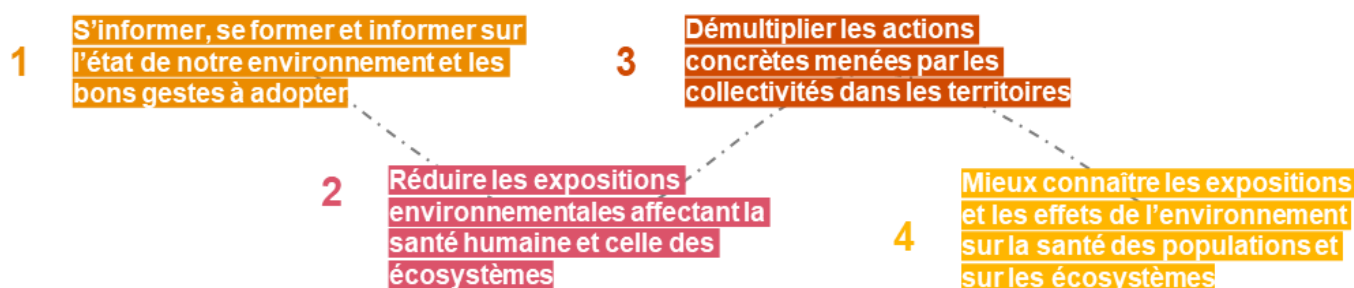 1
S'informer, se former et informer sur
l'état de notre environnement et les
bons gestes à adopter
2
Réduire les expositions
environnementales affectant la
santé humaine et celle des
écosystèmes
3
Démultiplier les actions
concrètes menées par les
collectivités dans les territoires
4
Mieux connaître les expositions
et les effets de l'environnement
sur la santé des populations et
sur les écosystèmes